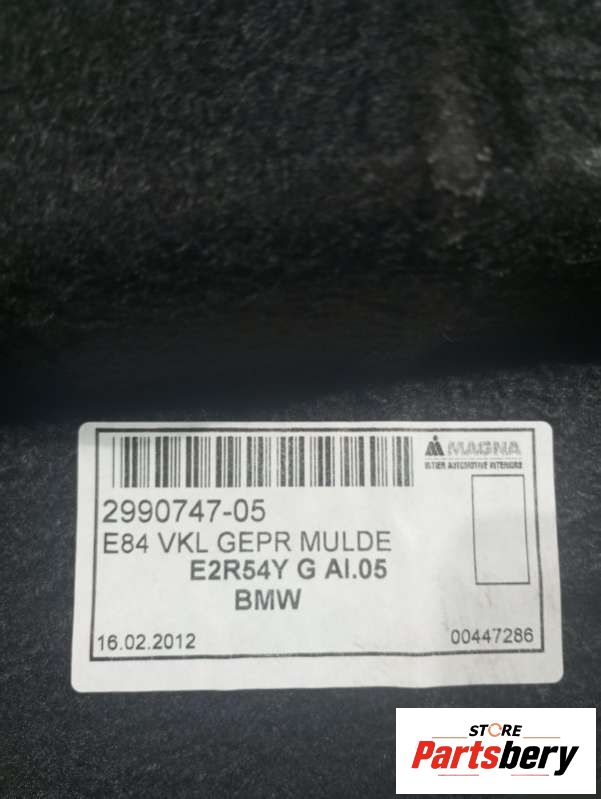 MAGNA
INTIER AUTOMOTIVE INTERIORS
2990747-05
E84 VKL GEPR MULDE
E2R54Y G AI.05
BMW
16.02.2012
00447286
STORE
Partsbery